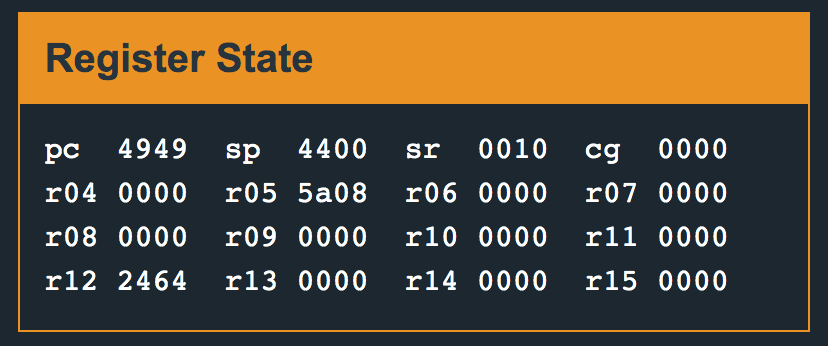 Register State
pc 4949 sp 4400 sr 0010 cg 0000
r04 0000 r05 5a08 r06 0000 r07 0000
r08 0000 r09 0000 r10 0000 r11 0000
r12 2464 r13 0000 r14 0000 r15 0000